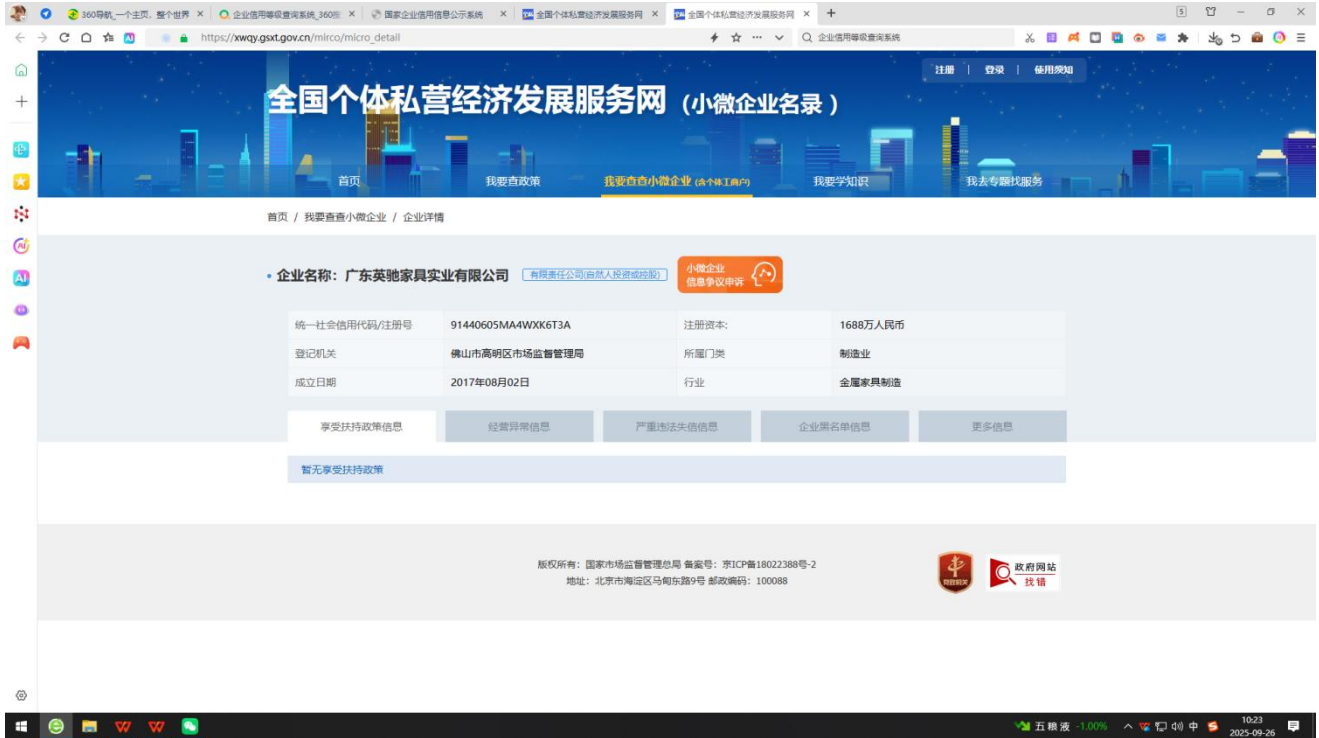 360导航_一个主页，整个世界
企业信用等级查询系统_360搜
国家企业信用信息公示系统
全国个体私营经济发展服务网
全国个体私营经济发展服务网
https://xwqy.gsxt.gov.cn/mirco/micro_detail
企业信用等级查询系统
注册 | 登录 | 使用须知
全国个体私营经济发展服务网（小微企业名录）
首页 我要查政策 我要查查小微企业 (含个体工商户) 我要学知识 我去专题找服务
首页 / 我要查查小微企业 / 企业详情
• 企业名称：广东英驰家具实业有限公司 有限责任公司(自然人投资或控股)
小微企业
信息争议申诉
统一社会信用代码/注册号 91440605MA4WXK6T3A 注册资本: 1688万人民币
登记机关 佛山市高明区市场监督管理局 所属门类 制造业
成立日期 2017年08月02日 行业 金属家具制造
享受扶持政策信息 经营异常信息 严重违法失信信息 企业黑名单信息 更多信息
暂无享受扶持政策
版权所有：国家市场监督管理总局 备案号：京ICP备18022388号-2
地址：北京市海淀区马甸东路9号 邮政编码：100088
党政机关
政府网站
找错
五粮液 -1.00%
中
10:23
2025-09-26